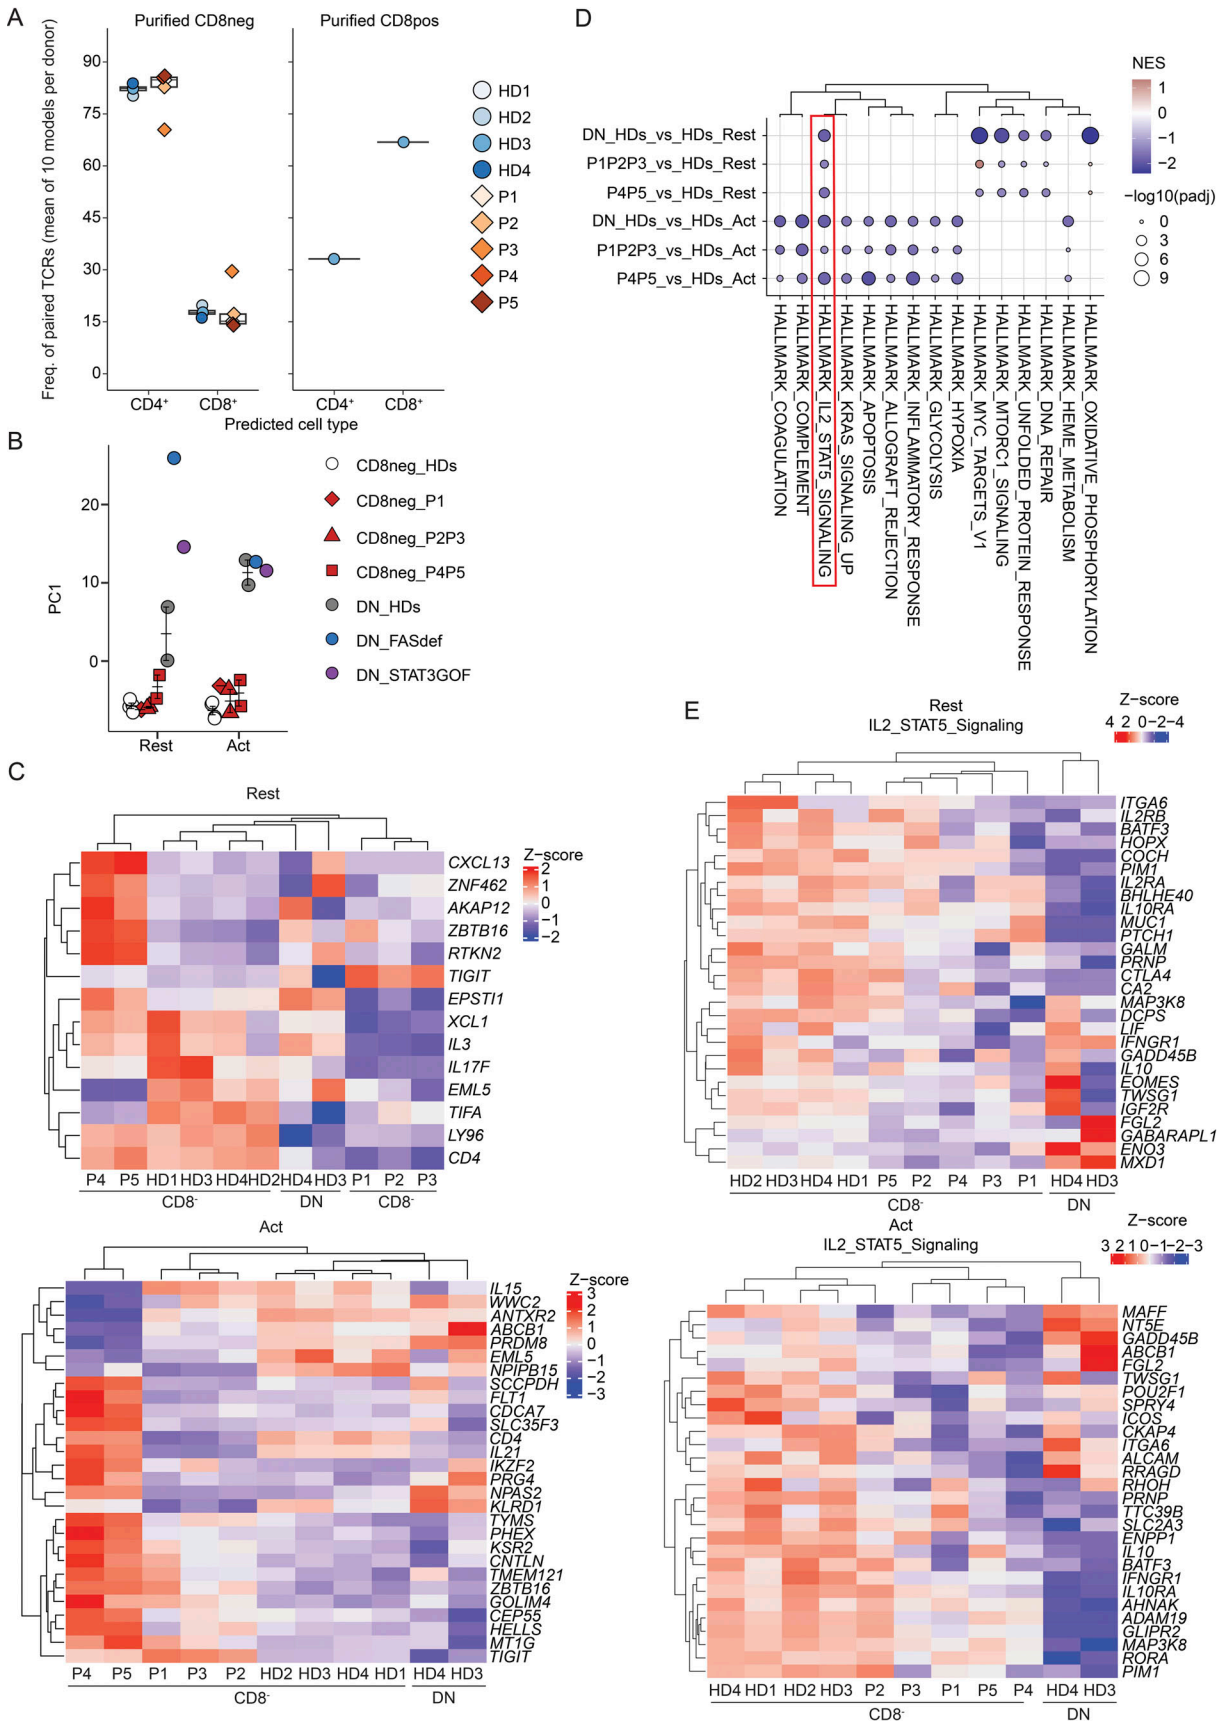 A
Purified CD8neg
Purified CD8pos
Freq. of paired TCRs (mean of 10 models per donor)
90
75
60
45
30
15
0
CD4+
CD8+
CD4+
CD8+
Predicted cell type
HD1
HD2
HD3
HD4
P1
P2
P3
P4
P5
B
PC1
20
10
0
Rest
Act
CD8neg_HDs
CD8neg_P1
CD8neg_P2P3
CD8neg_P4P5
DN_HDs
DN_FASdef
DN_STAT3GOF
C
Rest
Z-score
2
1
0
-1
-2
CXCL13
ZNF462
AKAP12
ZBTB16
RTKN2
TIGIT
EPSTI1
XCL1
IL3
IL17F
EML5
TIFA
LY96
CD4
P4 P5 HD1 HD3 HD4 HD2 HD4 HD3 P1 P2 P3
CD8- DN CD8-
Act
Z-score
3
2
1
0
-1
-2
-3
IL15
WWC2
ANTXR2
ABCB1
PRDM8
EML5
NPIPB15
SCCPDH
FLT1
CDCA7
SLC35F3
CD4
IL21
IKZF2
PRG4
NPAS2
KLRD1
TYMS
PHEX
KSR2
CNTLN
TMEM121
ZBTB16
GOLIM4
CEP55
HELLS
MT1G
TIGIT
P4 P5 P1 P3 P2 HD2 HD3 HD4 HD1 HD4 HD3
CD8- DN
D
DN_HDs_vs_HDs_Rest
P1P2P3_vs_HDs_Rest
P4P5_vs_HDs_Rest
DN_HDs_vs_HDs_Act
P1P2P3_vs_HDs_Act
P4P5_vs_HDs_Act
HALLMARK_COAGULATION
HALLMARK_COMPLEMENT
HALLMARK_IL2_STAT5_SIGNALING
HALLMARK_KRAS_SIGNALING_UP
HALLMARK_APOPTOSIS
HALLMARK_ALLOGRAFT_REJECTION
HALLMARK_INFLAMMATORY_RESPONSE
HALLMARK_GLYCOLYSIS
HALLMARK_HYPOXIA
HALLMARK_MYC_TARGETS_V1
HALLMARK_MTORC1_SIGNALING
HALLMARK_UNFOLDED_PROTEIN_RESPONSE
HALLMARK_DNA_REPAIR
HALLMARK_HEME_METABOLISM
HALLMARK_OXIDATIVE_PHOSPHORYLATION
NES
1
0
-1
-2
-log10(padj)
0
3
6
9
E
Rest
IL2_STAT5_Signaling
Z-score
4 2 0-2-4
ITGA6
IL2RB
BATF3
HOPX
COCH
PIM1
IL2RA
BHLHE40
IL10RA
MUC1
PTCH1
GALM
PRNP
CTLA4
CA2
MAP3K8
DCPS
LIF
IFNGR1
GADD45B
IL10
EOMES
TWSG1
IGF2R
FGL2
GABARAPL1
ENO3
MXD1
HD2 HD3 HD4 HD1 P5 P2 P4 P3 P1 HD4 HD3
CD8- DN
Act
IL2_STAT5_Signaling
Z-score
3 2 1 0-1-2-3
MAFF
NT5E
GADD45B
ABCB1
FGL2
TWSG1
POU2F1
SPRY4
ICOS
CKAP4
ITGA6
ALCAM
RRAGD
RHOH
PRNP
TTC39B
SLC2A3
ENPP1
IL10
BATF3
IFNGR1
IL10RA
AHNAK
ADAM19
GLIPR2
MAP3K8
RORA
PIM1
HD4 HD1 HD2 HD3 P2 P3 P1 P5 P4 HD4 HD3
CD8- DN